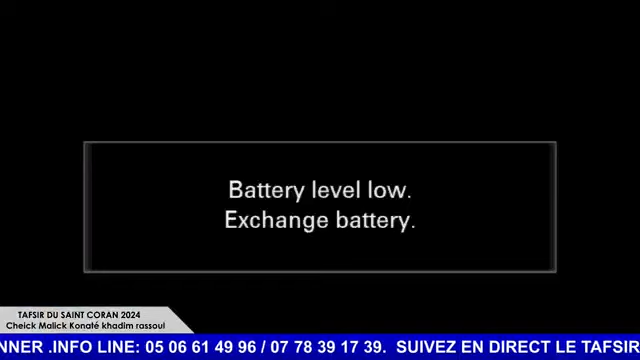 Battery level low.
Exchange battery.
TAFSIR DU SAINT CORAN 2024
Cheick Malick Konaté khadim rassoul
NNER .INFO LINE: 05 06 61 49 96 / 07 78 39 17 39.  SUIVEZ EN DIRECT LE TAFSIR